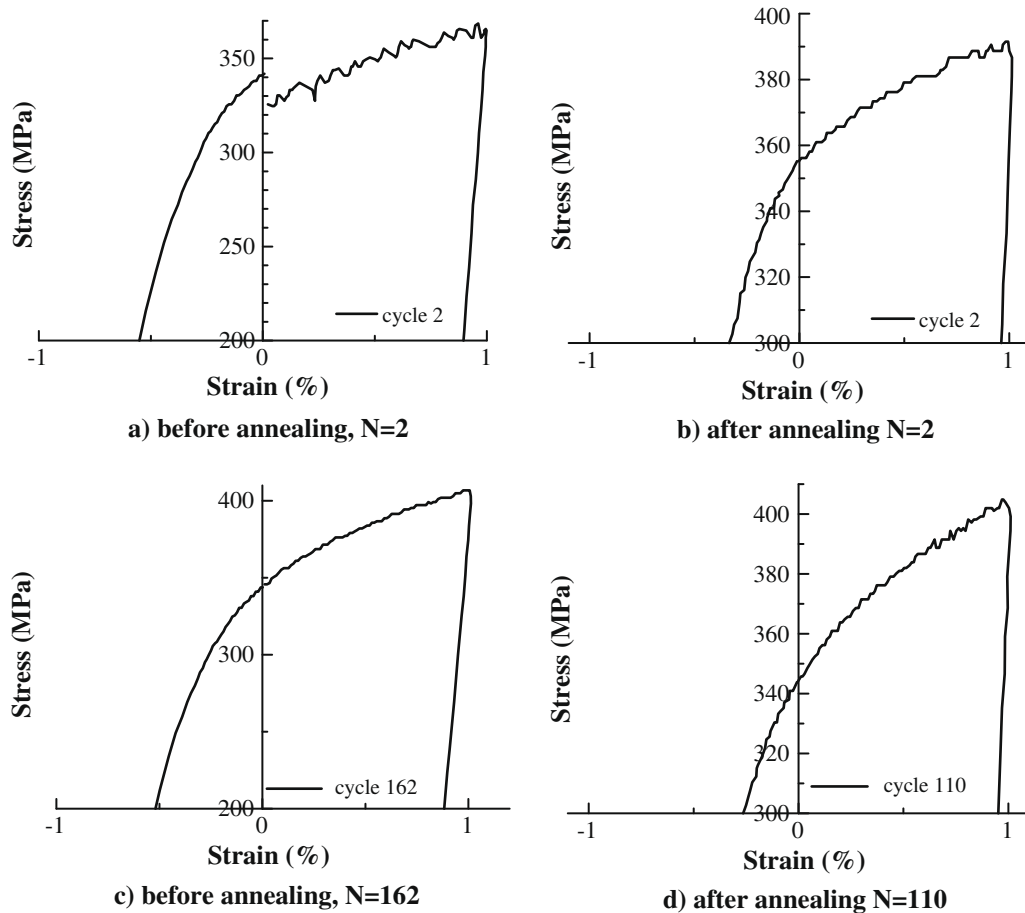 350
300
250
200
Stress (MPa)
cycle 2
-1
0
1
Strain (%)
a) before annealing, N=2
400
380
360
340
320
300
Stress (MPa)
cycle 2
-1
0
1
Strain (%)
b) after annealing N=2
400
300
200
Stress (MPa)
cycle 162
-1
0
1
Strain (%)
c) before annealing, N=162
400
380
360
340
320
300
Stress (MPa)
cycle 110
-1
0
1
Strain (%)
d) after annealing N=110